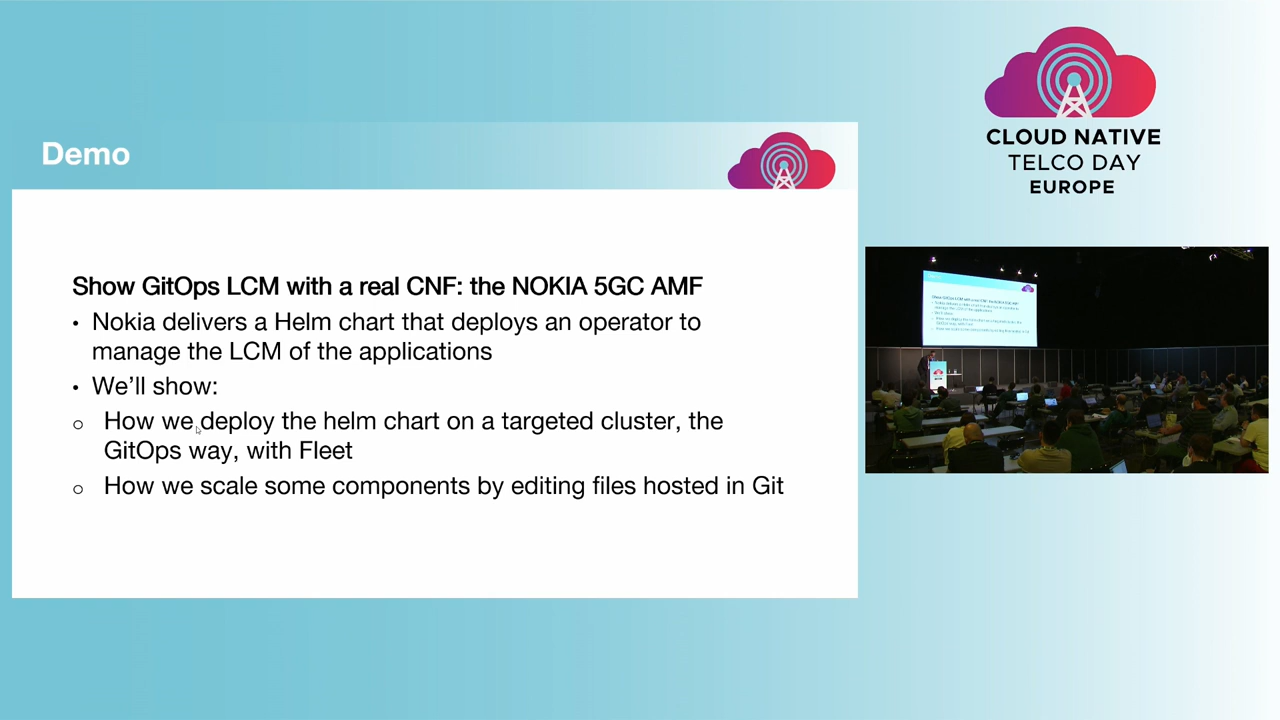 Demo
Show GitOps LCM with a real CNF: the NOKIA 5GC AMF
• Nokia delivers a Helm chart that deploys an operator to
manage the LCM of the applications
• We’ll show:
o How we deploy the helm chart on a targeted cluster, the
GitOps way, with Fleet
o How we scale some components by editing files hosted in Git
CLOUD NATIVE
TELCO DAY
EUROPE